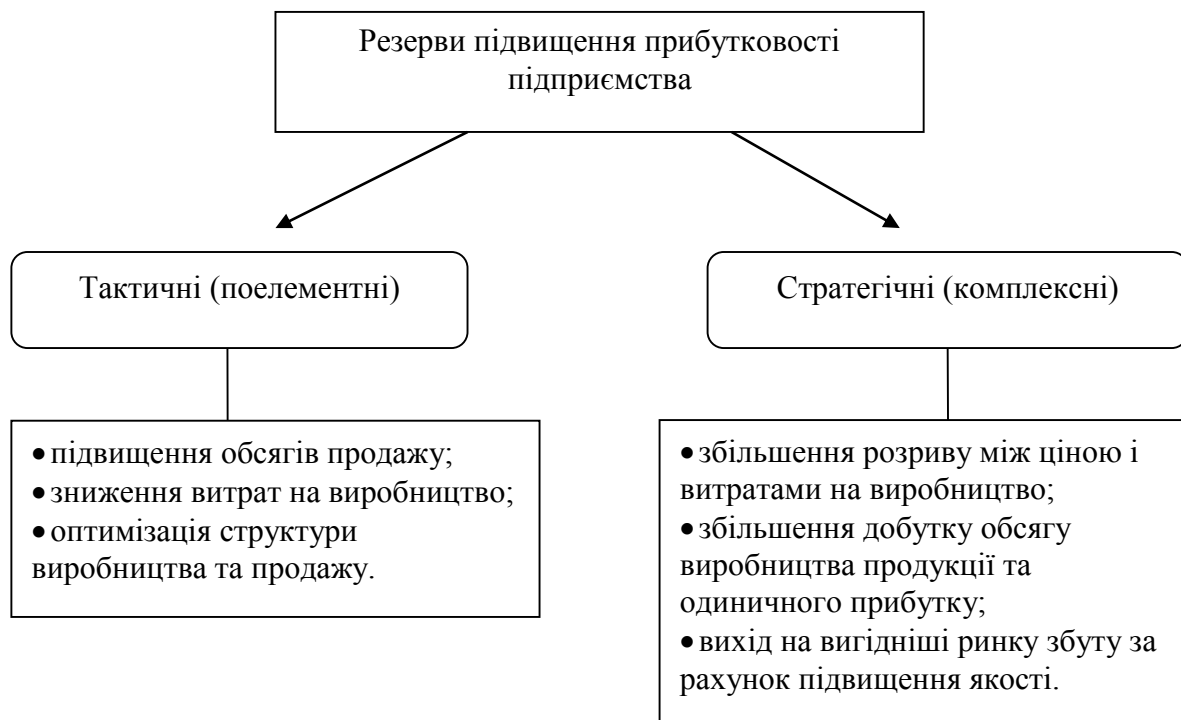 Резерви підвищення прибутковості
підприємства
Тактичні (поелементні)
Стратегічні (комплексні)
• підвищення обсягів продажу;
• зниження витрат на виробництво;
• оптимізація структури
виробництва та продажу.
• збільшення розриву між ціною і
витратами на виробництво;
• збільшення добутку обсягу
виробництва продукції та
одиничного прибутку;
• вихід на вигідніші ринку збуту за
рахунок підвищення якості.